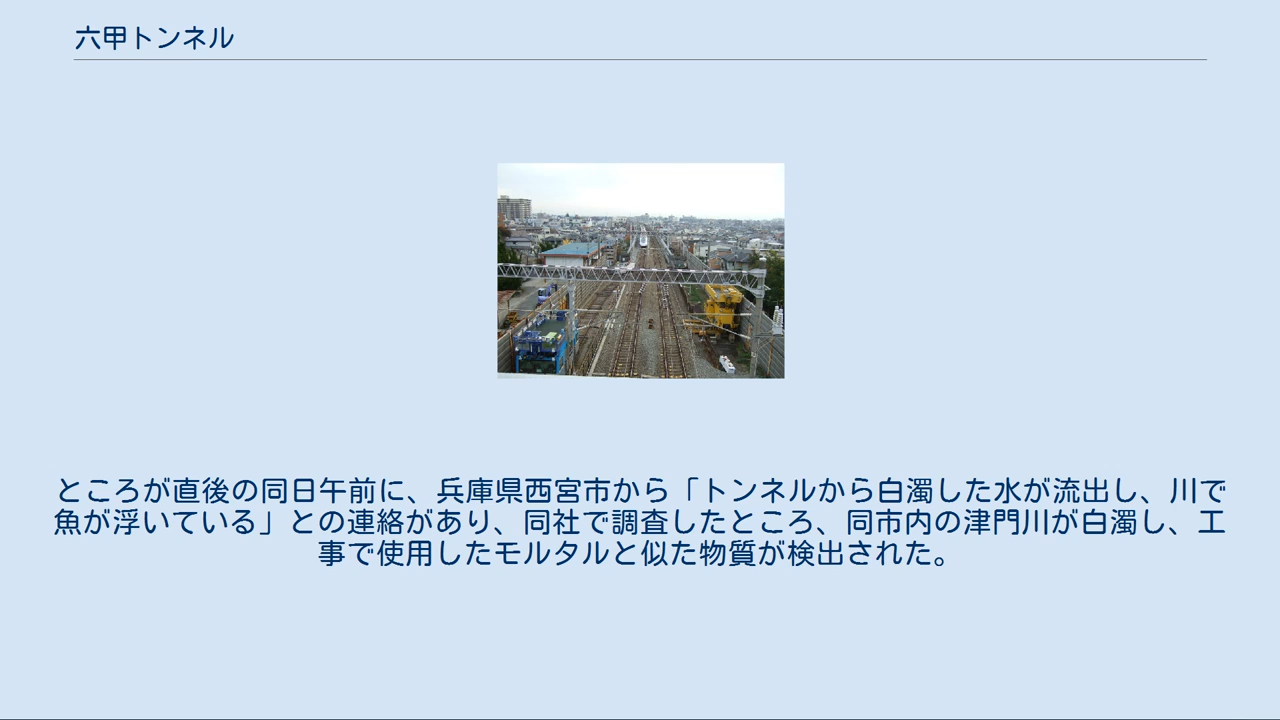 六甲トンネル
ところが直後の同日午前に、兵庫県西宮市から「トンネルから白濁した水が流出し、川で
魚が浮いている」との連絡があり、同社で調査したところ、同市内の津門川が白濁し、工
事で使用したモルタルと似た物質が検出された。